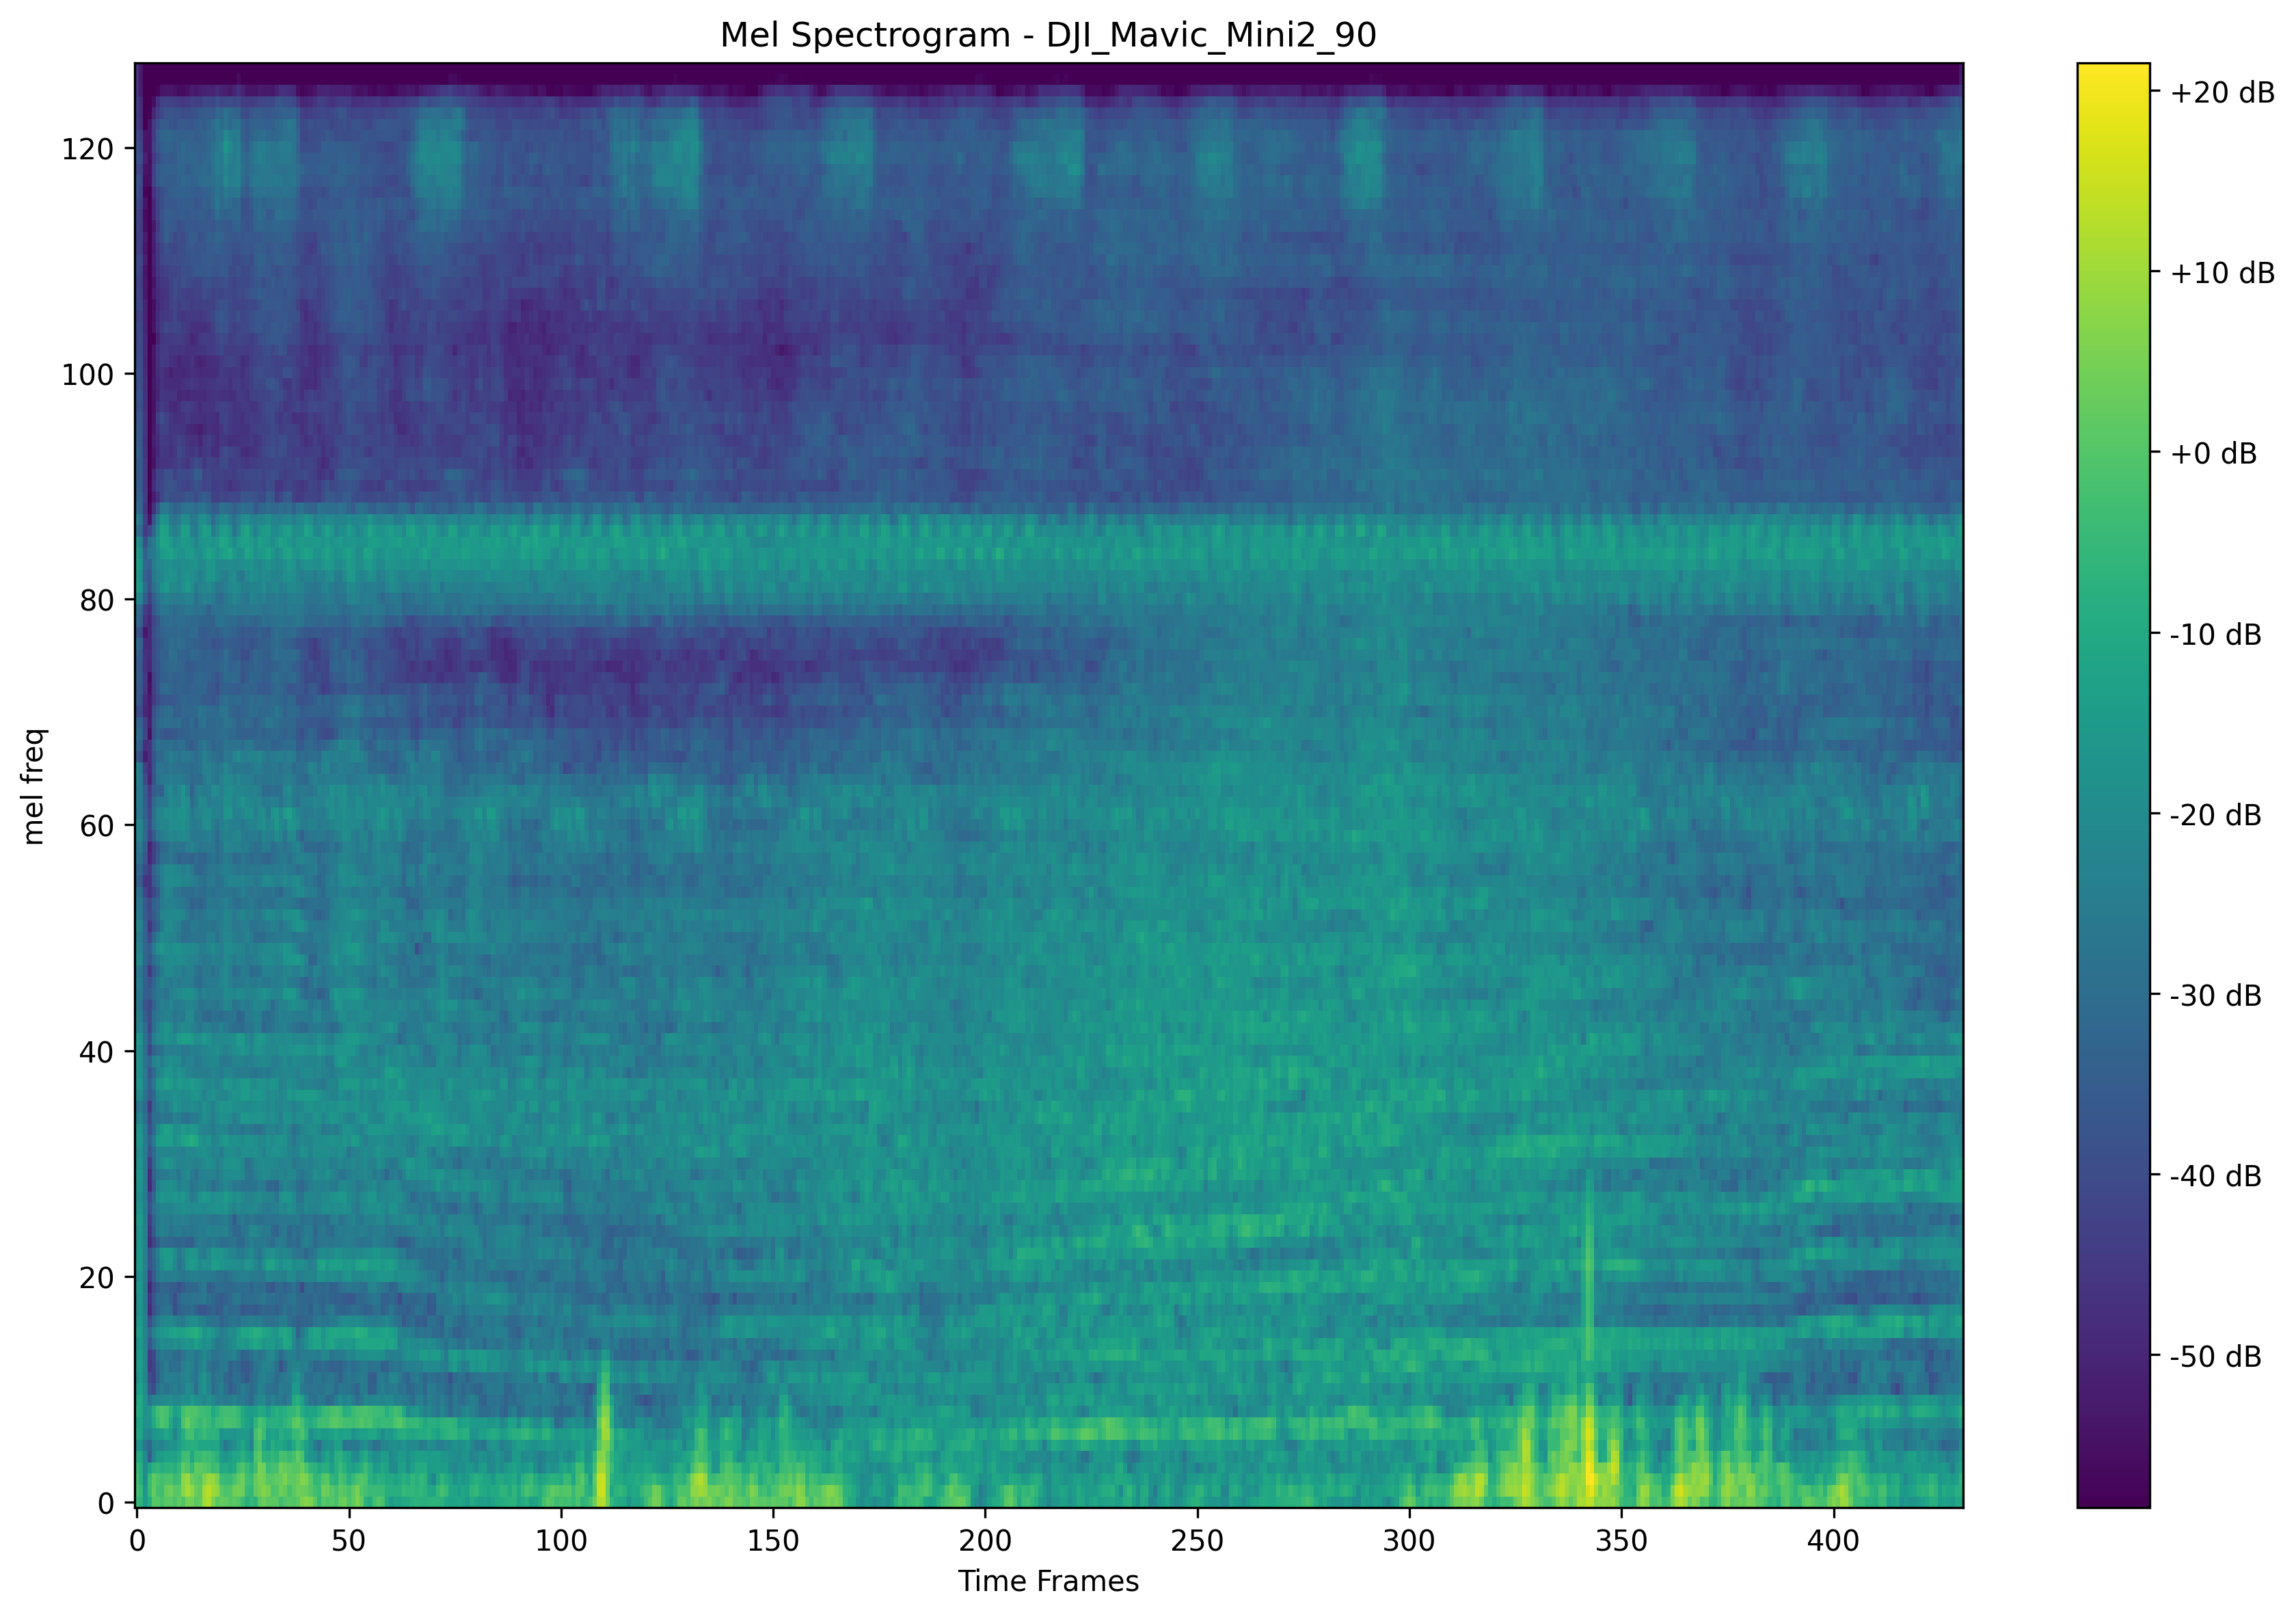 Mel Spectrogram - DJI_Mavic_Mini2_90
mel freq
120
100
80
60
40
20
0
0 50 100 150 200 250 300 350 400
Time Frames
+20 dB
+10 dB
+0 dB
-10 dB
-20 dB
-30 dB
-40 dB
-50 dB